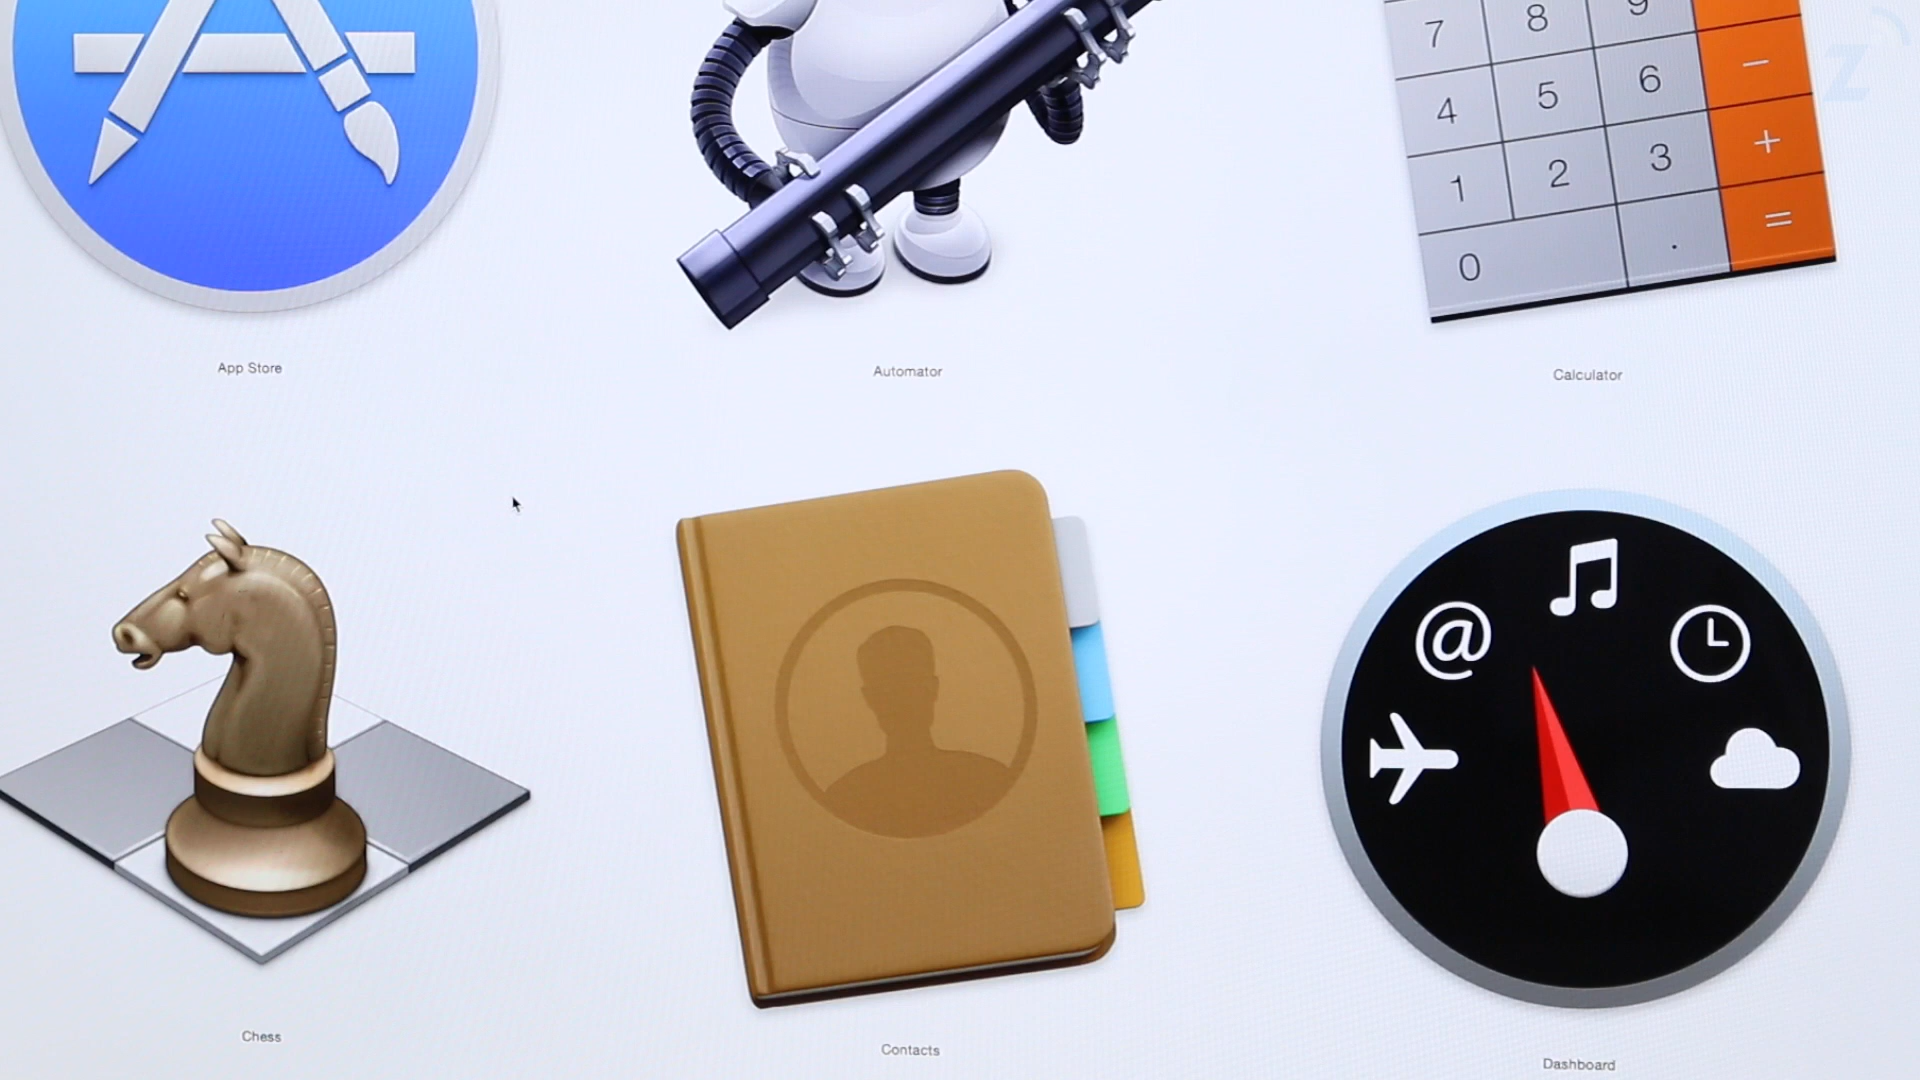 7 8 9
4 5 6 −
1 2 3 +
0 . =
App Store
Automator
Calculator
@
Chess
Contacts
Dashboard
Z